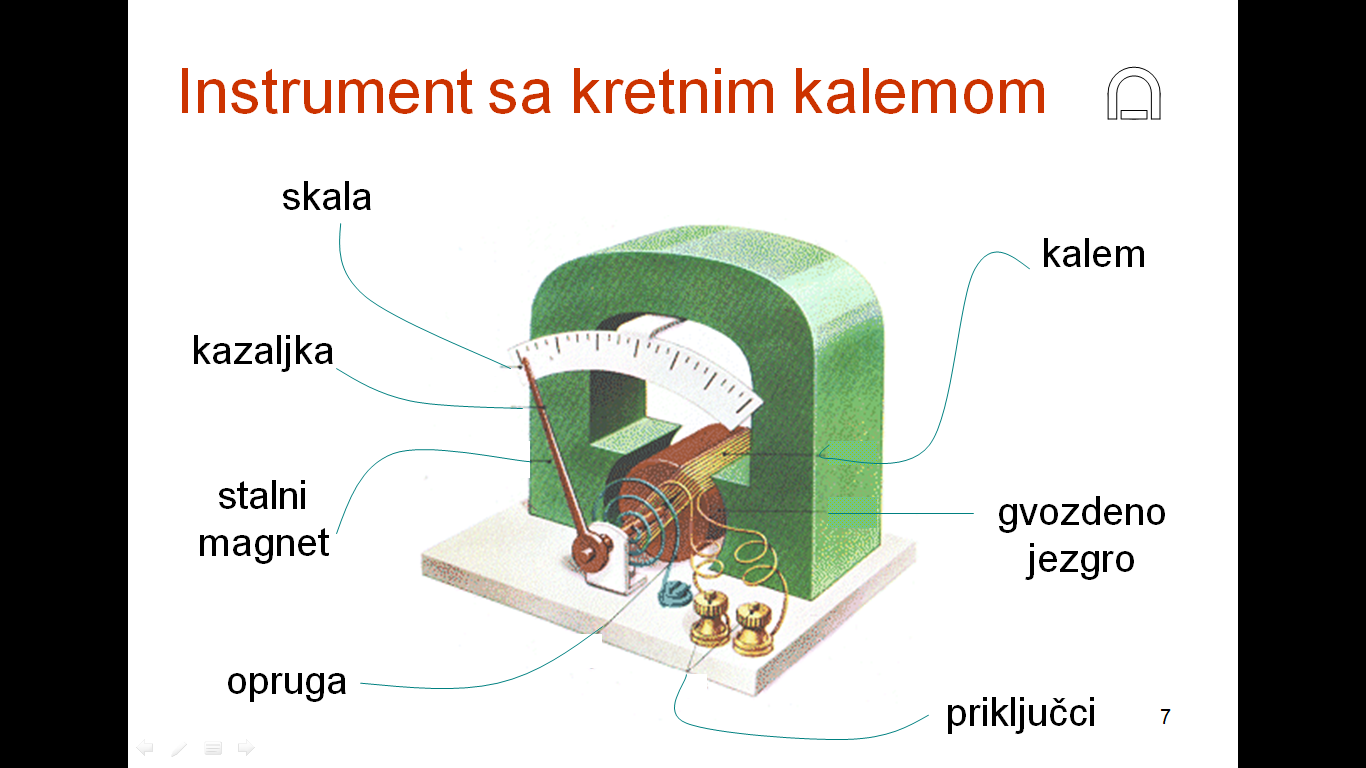 Instrument sa kretnim kalemom
skala
kalem
kazaljka
stalni
magnet
gvozdeno
jezgro
opruga
priključci
7